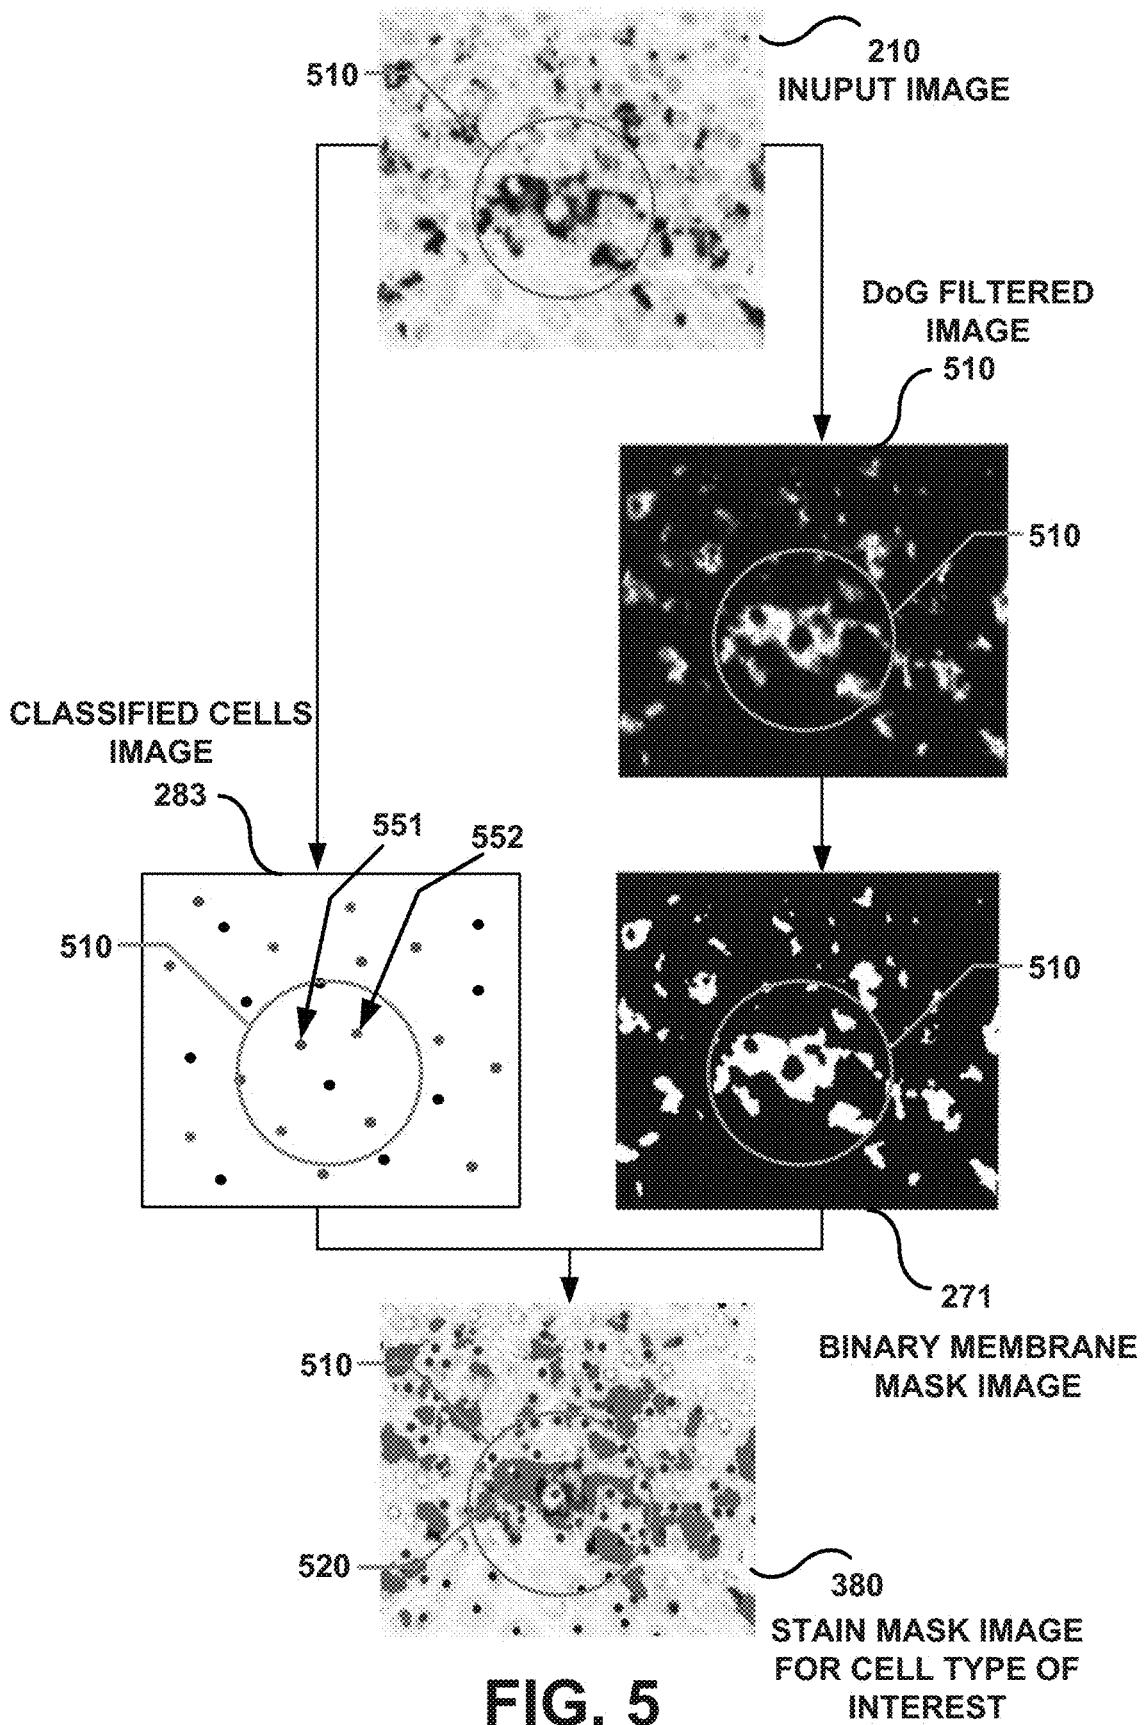 210
INUPUT IMAGE
510
DoG FILTERED
IMAGE
510
510
CLASSIFIED CELLS
IMAGE
283
551
552
510
510
271
BINARY MEMBRANE
MASK IMAGE
510
520
380
STAIN MASK IMAGE
FOR CELL TYPE OF
INTEREST
FIG. 5